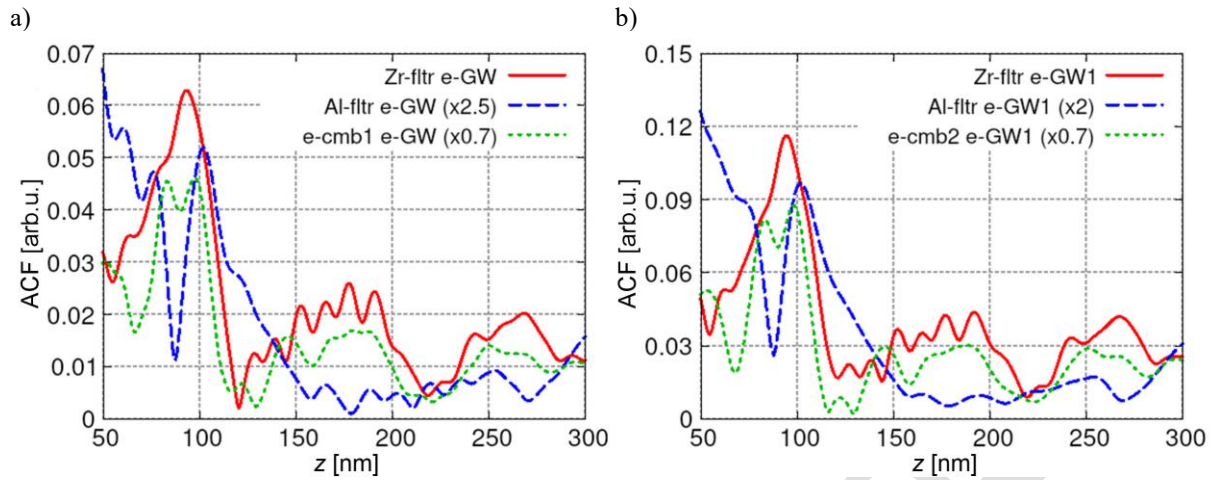 a)
0.07
0.06
0.05
0.04
0.03
0.02
0.01
0
ACF [arb.u.]
Zr-fltr e-GW
Al-fltr e-GW (x2.5)
e-cmb1 e-GW (x0.7)
50 100 150 200 250 300
z [nm]
b)
0.15
0.12
0.09
0.06
0.03
0
ACF [arb.u.]
Zr-fltr e-GW1
Al-fltr e-GW1 (x2)
e-cmb2 e-GW1 (x0.7)
50 100 150 200 250 300
z [nm]